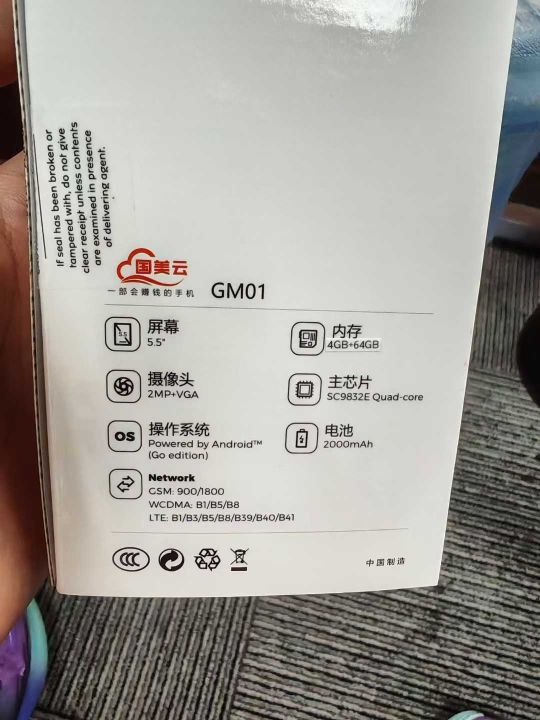 If seal has been broken or
tampered with, do not give
clear receipt unless contents
are examined in presence
of delivering agent.
国美云
一部会赚钱的手机
GM01
屏幕
5.5
5.5"
内存
4GB+64GB
摄像头
2MP+VGA
主芯片
SC9832E Quad-core
OS
操作系统
Powered by Android™
(Go edition)
电池
2000mAh
Network
GSM: 900/1800
WCDMA: B1/B5/B8
LTE: B1/B3/B5/B8/B39/B40/B41
CCC
中国制造